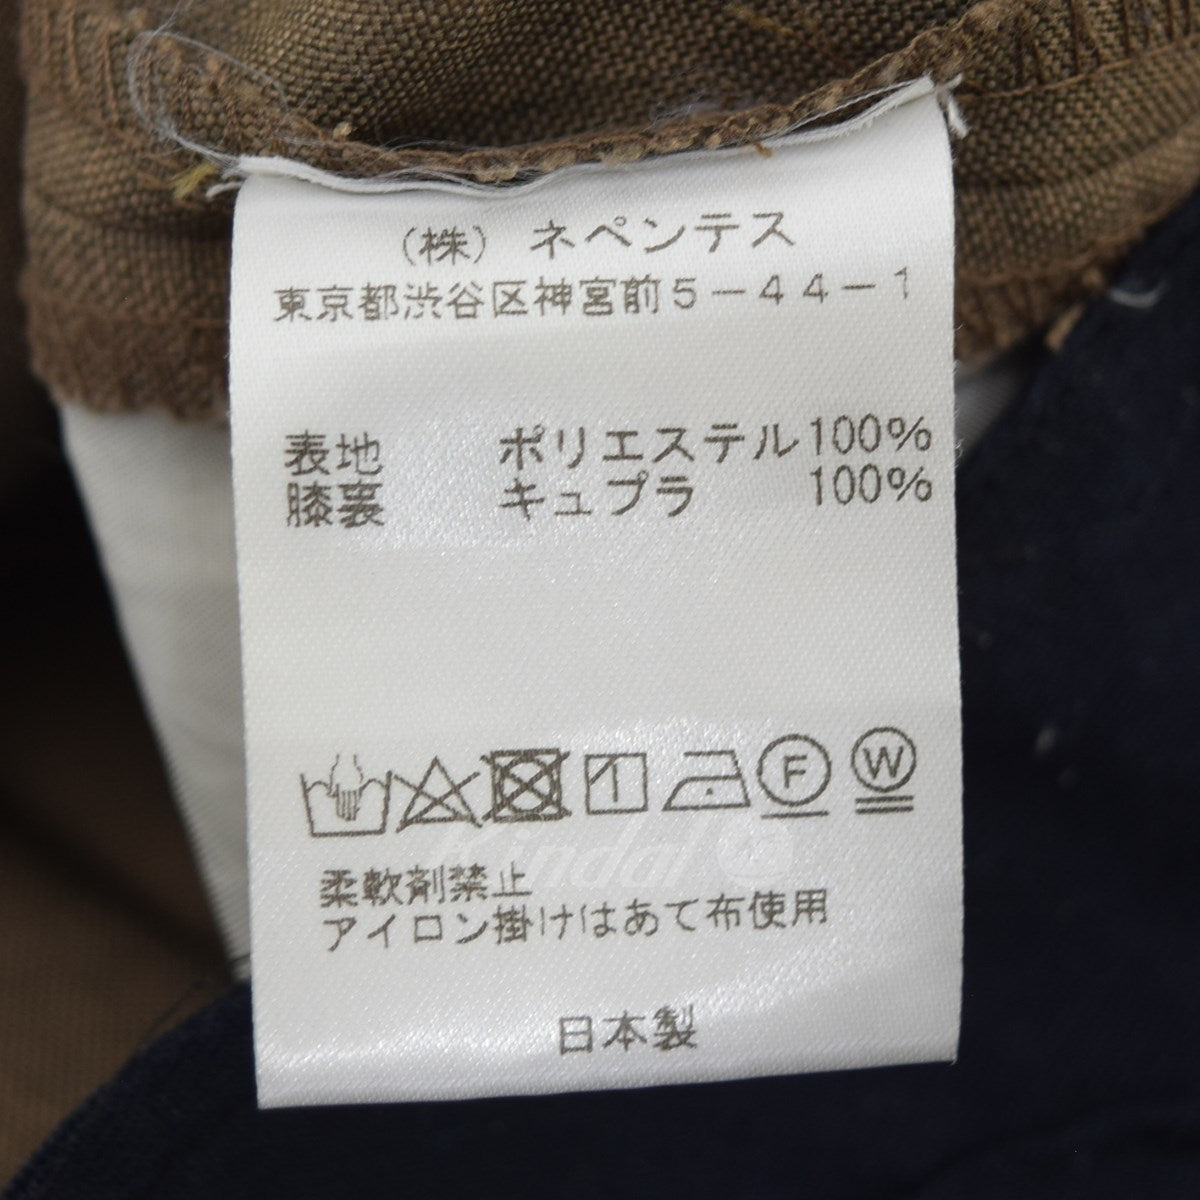 (株) ネペンテス
東京都渋谷区神宮前5－44－1
表地 ポリエステル100%
膝裏 キュプラ 100%
F W
柔軟剤禁止
アイロン掛けはあて布使用
日本製
kindal